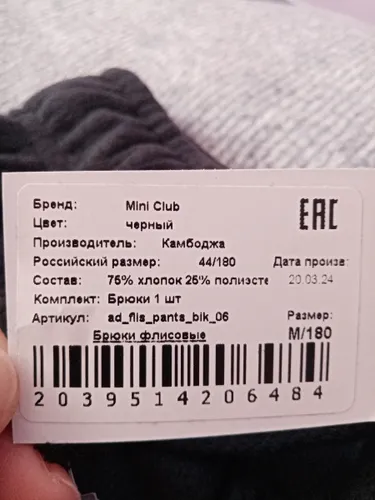 Бренд: Mini Club
EAC
Цвет: черный
Производитель: Камбоджа
Российский размер: 44/180 Дата произв:
Состав: 75% хлопок 25% полиэсте 20.03.24
Комплект: Брюки 1 шт
Артикул: ad_flis_pants_blk_06 Размер:
Брюки флисовые M/180
2039514206484